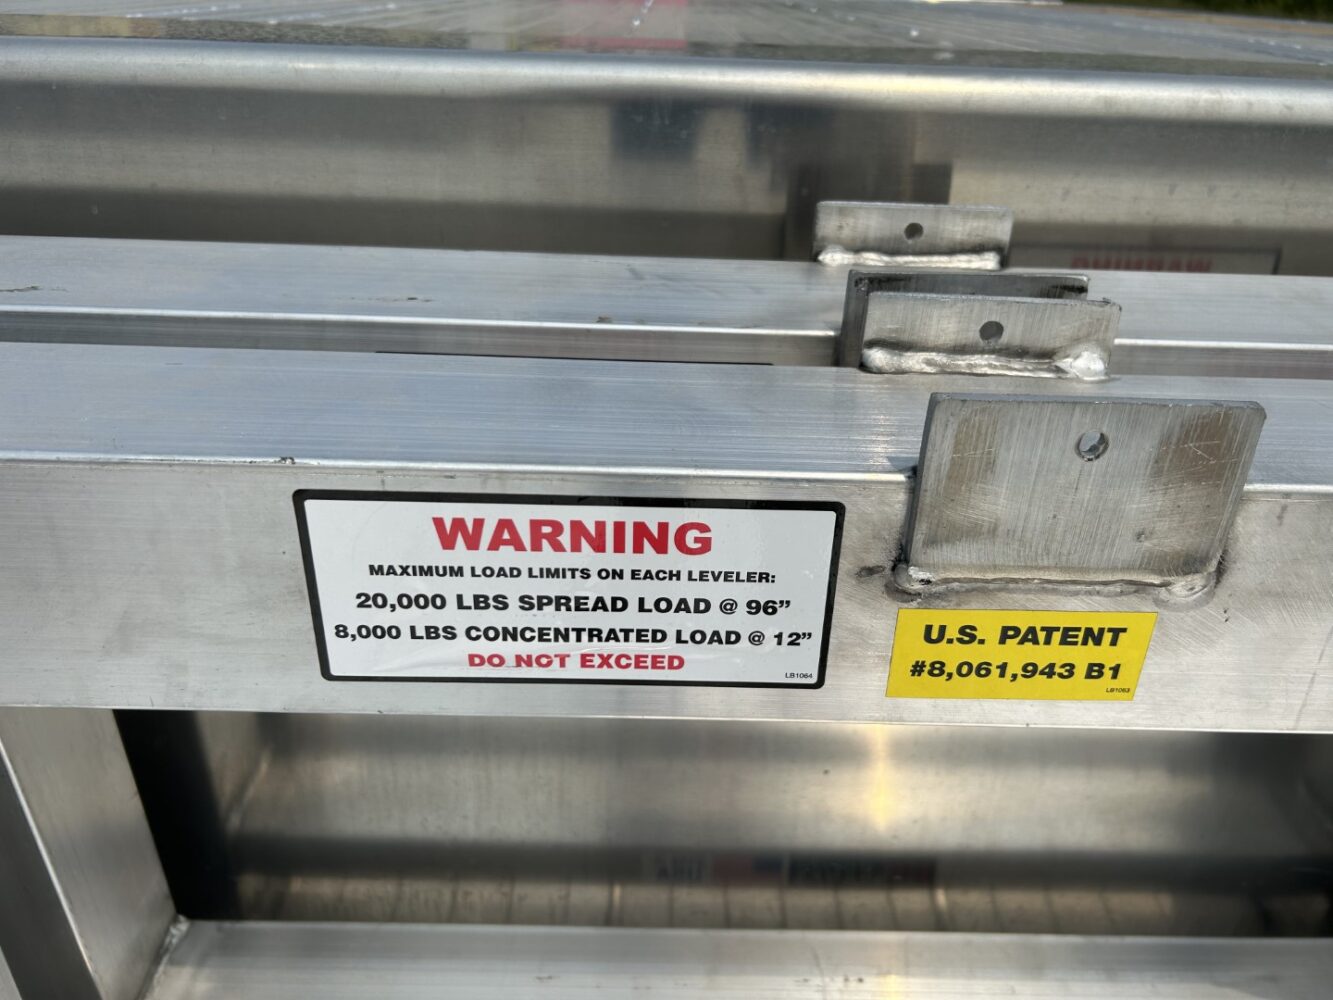 WARNING
MAXIMUM LOAD LIMITS ON EACH LEVELER:
20,000 LBS SPREAD LOAD @ 96”
8,000 LBS CONCENTRATED LOAD @ 12”
DO NOT EXCEED
LB1064
U.S. PATENT
#8,061,943 B1
LB1063